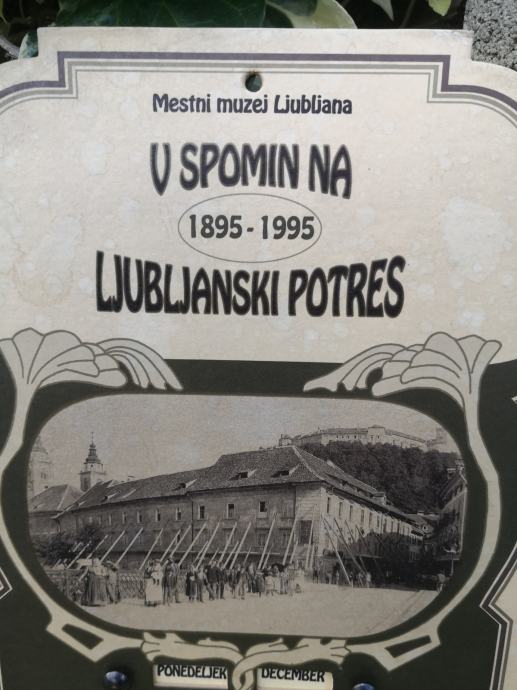 Mestni muzej Ljubljana
V SPOMIN NA
1895 - 1995
LJUBLJANSKI POTRES
PONEDELJEK DECEMBER